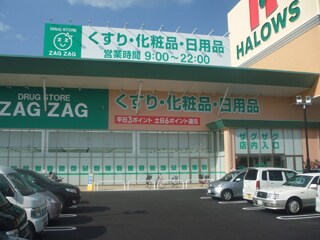 DRUG STORE
ZAG ZAG
くすり・化粧品・日用品
営業時間 9:00~22:00
HALOWS
DRUG STORE
ZAG ZAG
くすり・化粧品・日用品
平日3ポイント 土日6ポイント還元
ザグザグ
店内入口